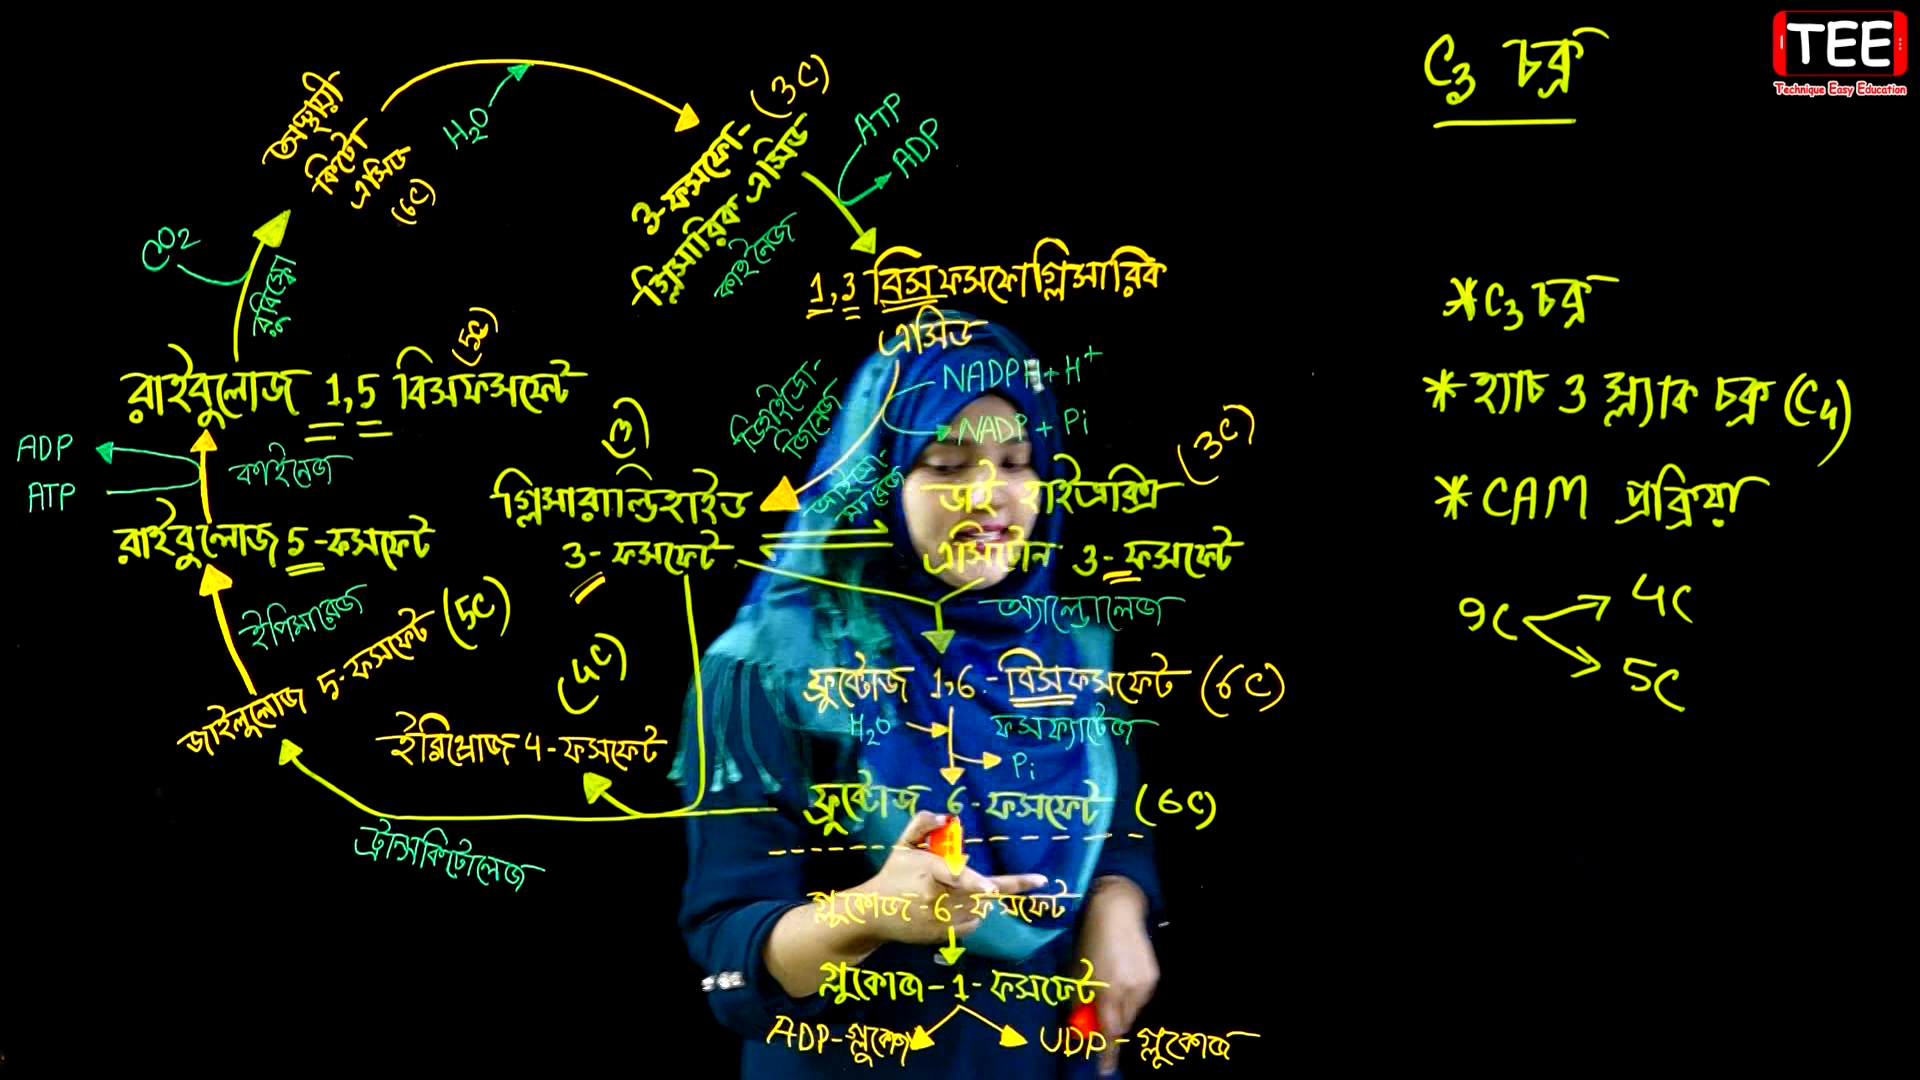 C3 চক্র
TEE
Technique Easy Education
অস্থায়ী
কিটো
এসিড
(6C)
H2O
3-ফসফো- (3C)
গ্লিসারিক এসিড
কাইনেজ
ATP
ADP
CO2
রুবিস্কো
1,3 বিসফসফোগ্লিসারিক
এসিড
NADPH + H+
NADP + Pi
ডিহাইড্রো-
জিনেজ
(5C)
রাইবুলোজ 1,5 বিসফসফেট
ADP
ATP
কাইনেজ
রাইবুলোজ 5-ফসফেট
ইপিমারেজ
জাইলুলোজ 5-ফসফেট (5C)
গ্লিসারাল্ডিহাইড
3-ফসফেট
আইসো-
মারেজ
(3C)
ডাই হাইড্রক্সি
এসিটোন 3-ফসফেট
অ্যাল্ডোলেজ
ফ্রুক্টোজ 1,6-বিসফসফেট (6C)
H2O
ফসফ্যাটেজ
Pi
ফ্রুক্টোজ 6-ফসফেট (6C)
(4C)
ইরিথ্রোজ 4-ফসফেট
ট্রান্সকিটোলেজ
গ্লুকোজ-6-ফসফেট
গ্লুকোজ-1-ফসফেট
ADP-গ্লুকোজ
UDP-গ্লুকোজ
*C3 চক্র
*হ্যাচ ও স্ল্যাক চক্র (C4)
*CAM প্রক্রিয়া
9C
4C
5C